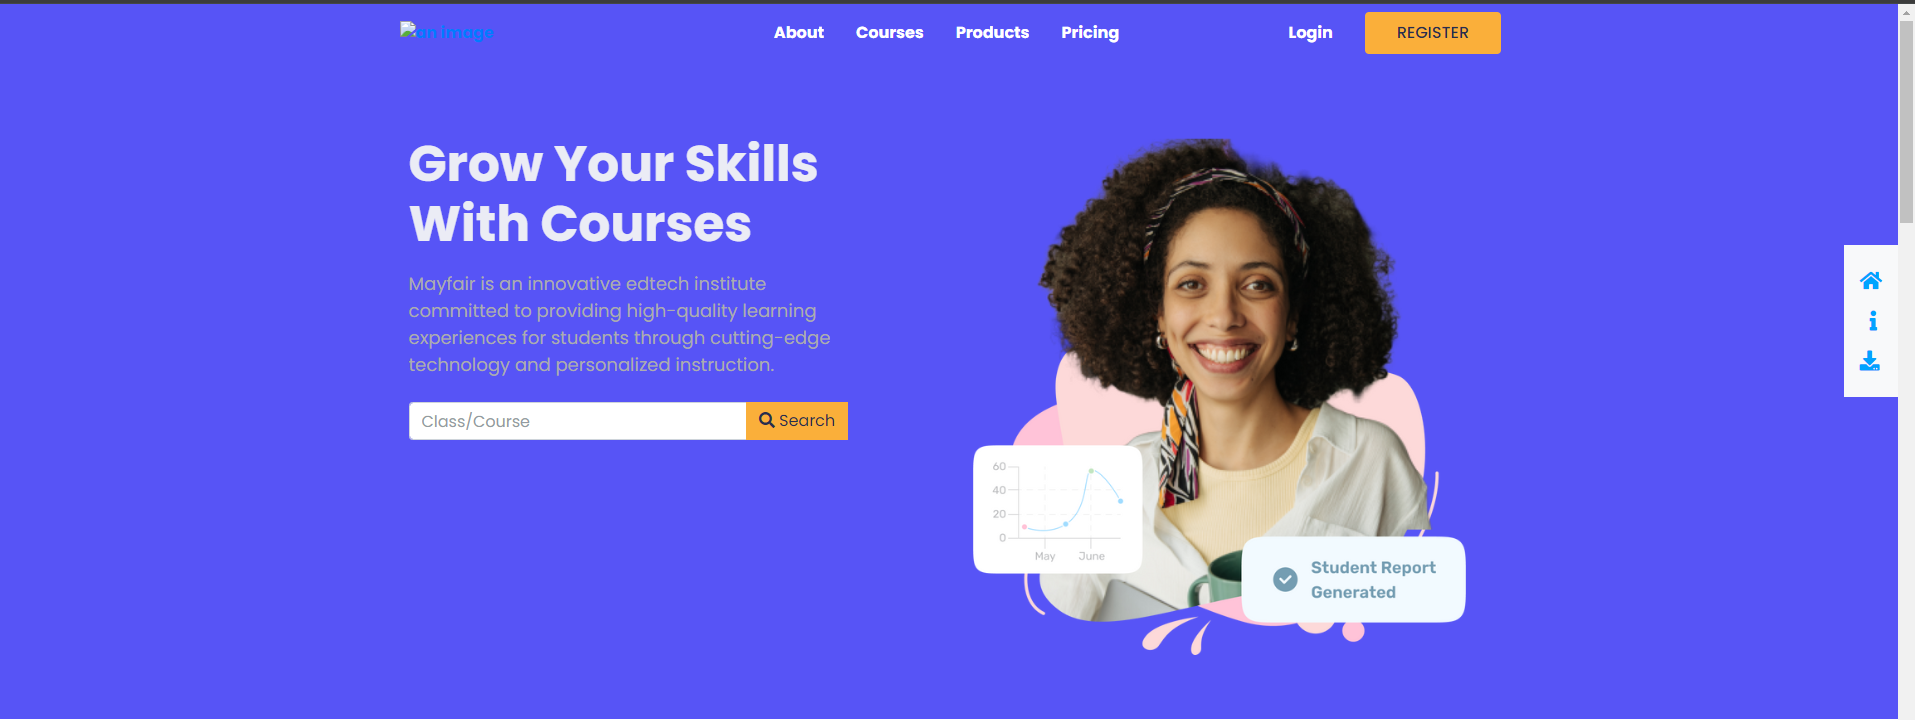 an image
About
Courses
Products
Pricing
Login
REGISTER
Grow Your Skills
With Courses
Mayfair is an innovative edtech institute
committed to providing high-quality learning
experiences for students through cutting-edge
technology and personalized instruction.
Class/Course
Search
60
40
20
0
May
June
Student Report
Generated